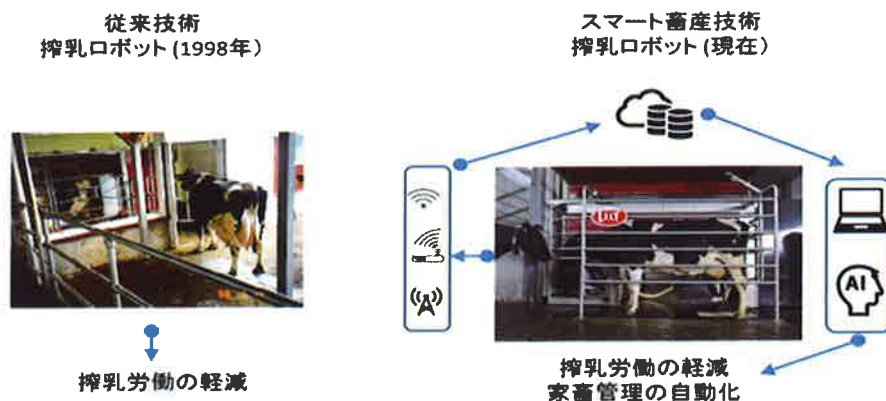 従来技術
搾乳ロボット (1998年)
スマート畜産技術
搾乳ロボット (現在)
LELY
AI
搾乳労働の軽減
搾乳労働の軽減
家畜管理の自動化